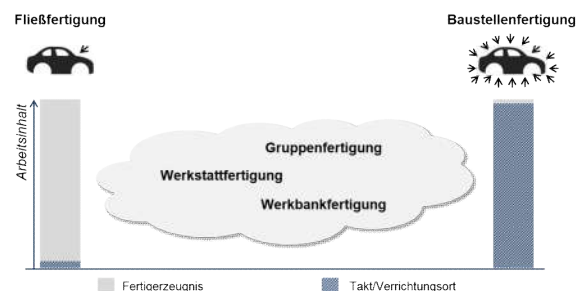 Fließfertigung
Baustellenfertigung
Arbeitsinhalt
Gruppenfertigung
Werkstattfertigung
Werkbankfertigung
Fertigerzeugnis
Takt/Verrichtungsort